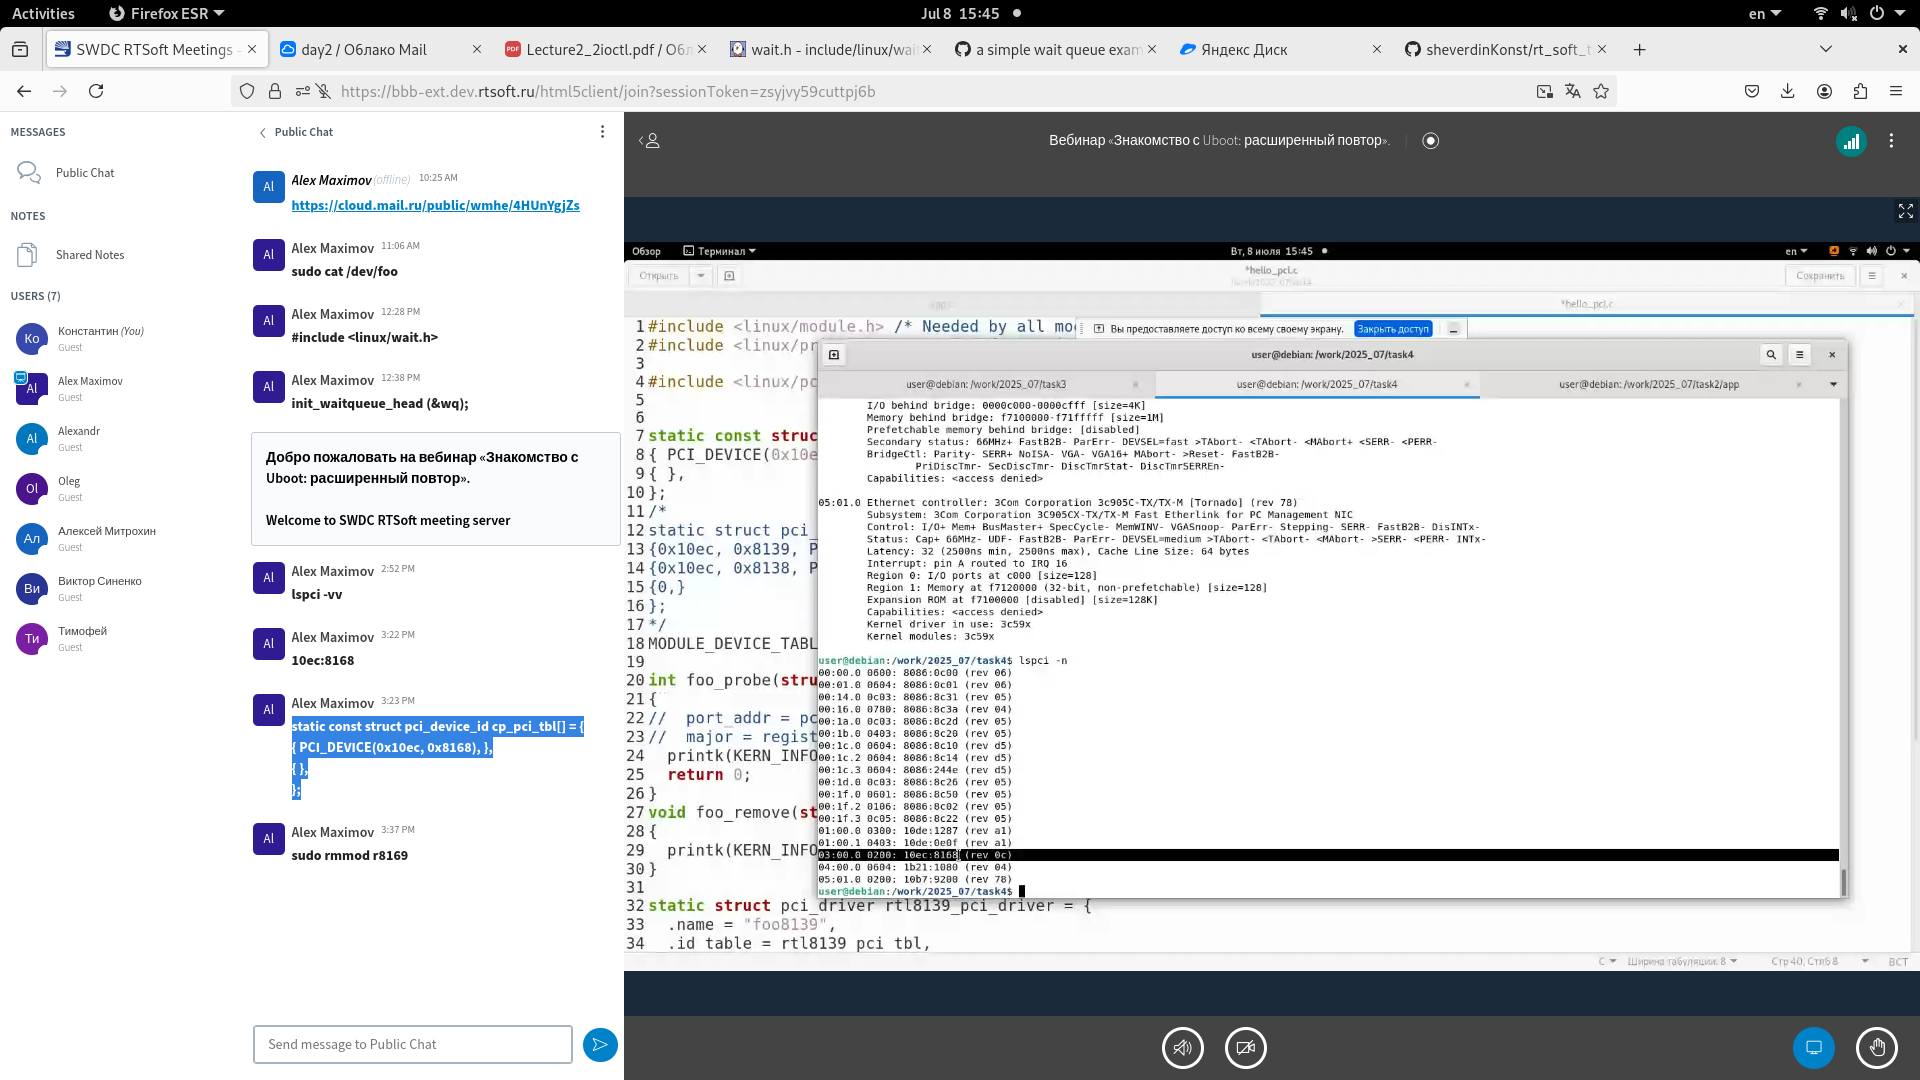 Activities
Firefox ESR
Jul 8 15:45
en
SWDC RTSoft Meetings -
day2 / Облако Mail
Lecture2_2ioctl.pdf / Обл
wait.h - include/linux/wai
a simple wait queue exam
Яндекс Диск
sheverdinKonst/rt_soft_t
https://bbb-ext.dev.rtsoft.ru/html5client/join?sessionToken=zsyjvy59cuttpj6b
MESSAGES
Public Chat
NOTES
Shared Notes
USERS (7)
Ko
Константин (You)
Guest
Al
Alex Maximov
Guest
Al
Alexandr
Guest
Ol
Oleg
Guest
Ал
Алексей Митрохин
Guest
Ви
Виктор Синенко
Guest
Ти
Тимофей
Guest
Public Chat
Al
Alex Maximov (offline) 10:25 AM
https://cloud.mail.ru/public/wmhe/4HUnYgjZs
Al
Alex Maximov 11:06 AM
sudo cat /dev/foo
Al
Alex Maximov 12:28 PM
#include <linux/wait.h>
Al
Alex Maximov 12:38 PM
init_waitqueue_head (&wq);
Добро пожаловать на вебинар «Знакомство с
Uboot: расширенный повтор».
Welcome to SWDC RTSoft meeting server
Al
Alex Maximov 2:52 PM
lspci -vv
Al
Alex Maximov 3:22 PM
10ec:8168
Al
Alex Maximov 3:23 PM
static const struct pci_device_id cp_pci_tbl[] = {
{ PCI_DEVICE(0x10ec, 0x8168), },
{ },
};
Al
Alex Maximov 3:37 PM
sudo rmmod r8169
Send message to Public Chat
Вебинар «Знакомство с Uboot: расширенный повтор».
Обзор
Терминал
Вт, 8 июля 15:45
en
Открыть
*hello_pci.c
Сохранить
*hello_pci.c
Вы предоставляете доступ ко всему своему экрану.
Закрыть доступ
1 #include <linux/module.h> /* Needed by all mo
2 #include <linux/pr
3
4 #include <linux/pc
5
6
7 static const struc
8 { PCI_DEVICE(0x10e
9 { },
10 };
11 /*
12 static struct pci_
13 {0x10ec, 0x8139, P
14 {0x10ec, 0x8138, P
15 {0,}
16 };
17 */
18 MODULE_DEVICE_TABL
19
20 int foo_probe(stru
21 {
22 //  port_addr = pc
23 //  major = regist
24   printk(KERN_INFO
25   return 0;
26 }
27 void foo_remove(st
28 {
29   printk(KERN_INFO
30 }
31
32 static struct pci_driver rtl8139_pci_driver = {
33   .name = "foo8139",
34   .id_table = rtl8139_pci_tbl,
user@debian: /work/2025_07/task4
user@debian: /work/2025_07/task3
user@debian: /work/2025_07/task4
user@debian: /work/2025_07/task2/app
I/O behind bridge: 0000c000-0000cfff [size=4K]
Memory behind bridge: f7100000-f71fffff [size=1M]
Prefetchable memory behind bridge: [disabled]
Secondary status: 66MHz+ FastB2B- ParErr- DEVSEL=fast >TAbort- <TAbort- <MAbort+ <SERR- <PERR-
BridgeCtl: Parity- SERR+ NoISA- VGA- VGA16+ MAbort- >Reset- FastB2B-
PriDiscTmr- SecDiscTmr- DiscTmrStat- DiscTmrSERREn-
Capabilities: <access denied>
05:01.0 Ethernet controller: 3Com Corporation 3c905C-TX/TX-M [Tornado] (rev 78)
Subsystem: 3Com Corporation 3C905CX-TX/TX-M Fast Etherlink for PC Management NIC
Control: I/O+ Mem+ BusMaster+ SpecCycle- MemWINV- VGASnoop- ParErr- Stepping- SERR- FastB2B- DisINTx-
Status: Cap+ 66MHz- UDF- FastB2B- ParErr- DEVSEL=medium >TAbort- <TAbort- <MAbort- >SERR- <PERR- INTx-
Latency: 32 (2500ns min, 2500ns max), Cache Line Size: 64 bytes
Interrupt: pin A routed to IRQ 16
Region 0: I/O ports at c000 [size=128]
Region 1: Memory at f7120000 (32-bit, non-prefetchable) [size=128]
Expansion ROM at f7100000 [disabled] [size=128K]
Capabilities: <access denied>
Kernel driver in use: 3c59x
Kernel modules: 3c59x
user@debian:/work/2025_07/task4$ lspci -n
00:00.0 0600: 8086:0c00 (rev 06)
00:01.0 0604: 8086:0c01 (rev 06)
00:14.0 0c03: 8086:8c31 (rev 05)
00:16.0 0780: 8086:8c3a (rev 04)
00:1a.0 0c03: 8086:8c2d (rev 05)
00:1b.0 0403: 8086:8c20 (rev 05)
00:1c.0 0604: 8086:8c10 (rev d5)
00:1c.2 0604: 8086:8c14 (rev d5)
00:1c.3 0604: 8086:244e (rev d5)
00:1d.0 0c03: 8086:8c26 (rev 05)
00:1f.0 0601: 8086:8c50 (rev 05)
00:1f.2 0106: 8086:8c02 (rev 05)
00:1f.3 0c05: 8086:8c22 (rev 05)
01:00.0 0300: 10de:1287 (rev a1)
01:00.1 0403: 10de:0e0f (rev a1)
03:00.0 0200: 10ec:8168 (rev 0c)
04:00.0 0604: 1b21:1080 (rev 04)
05:01.0 0200: 10b7:9200 (rev 78)
user@debian:/work/2025_07/task4$
C
Ширина табуляции: 8
Стр 40, Стлб 8
ВСТ